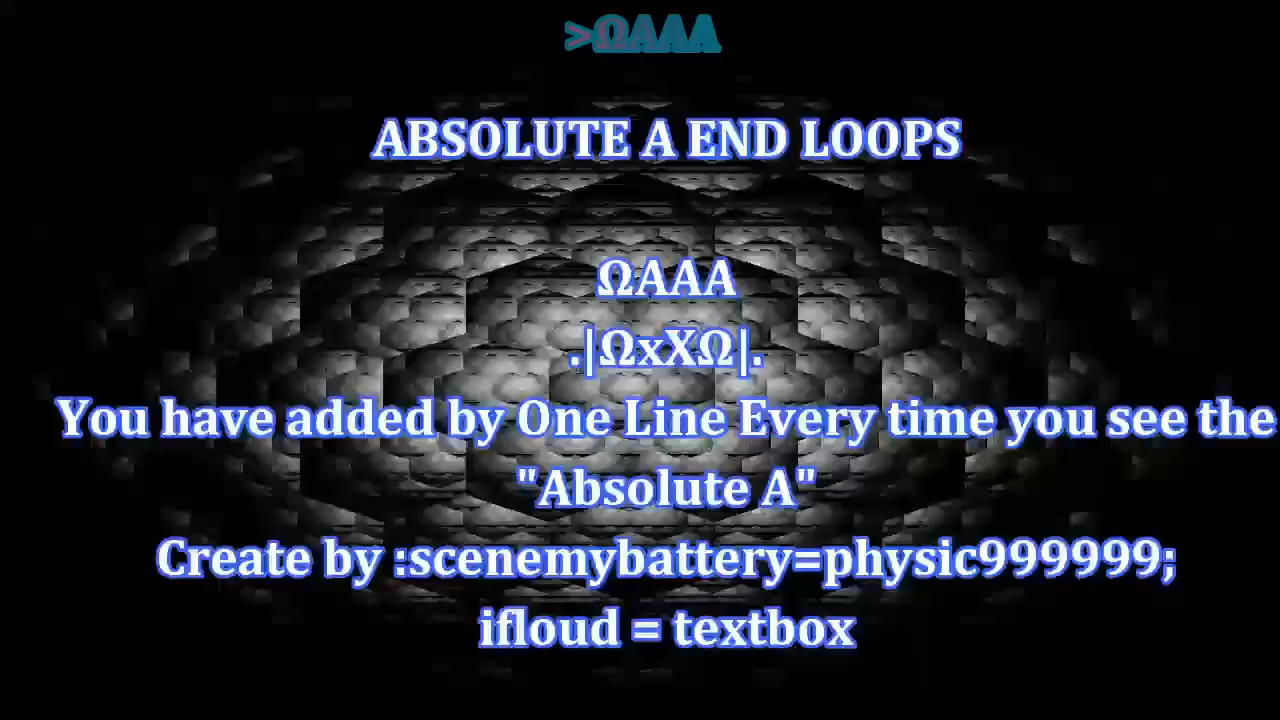 >ΩAAA
ABSOLUTE A END LOOPS
ΩAAA
.|ΩxXΩ|.
You have added by One Line Every time you see the
"Absolute A"
Create by :scenemybattery=physic999999;
ifloud = textbox